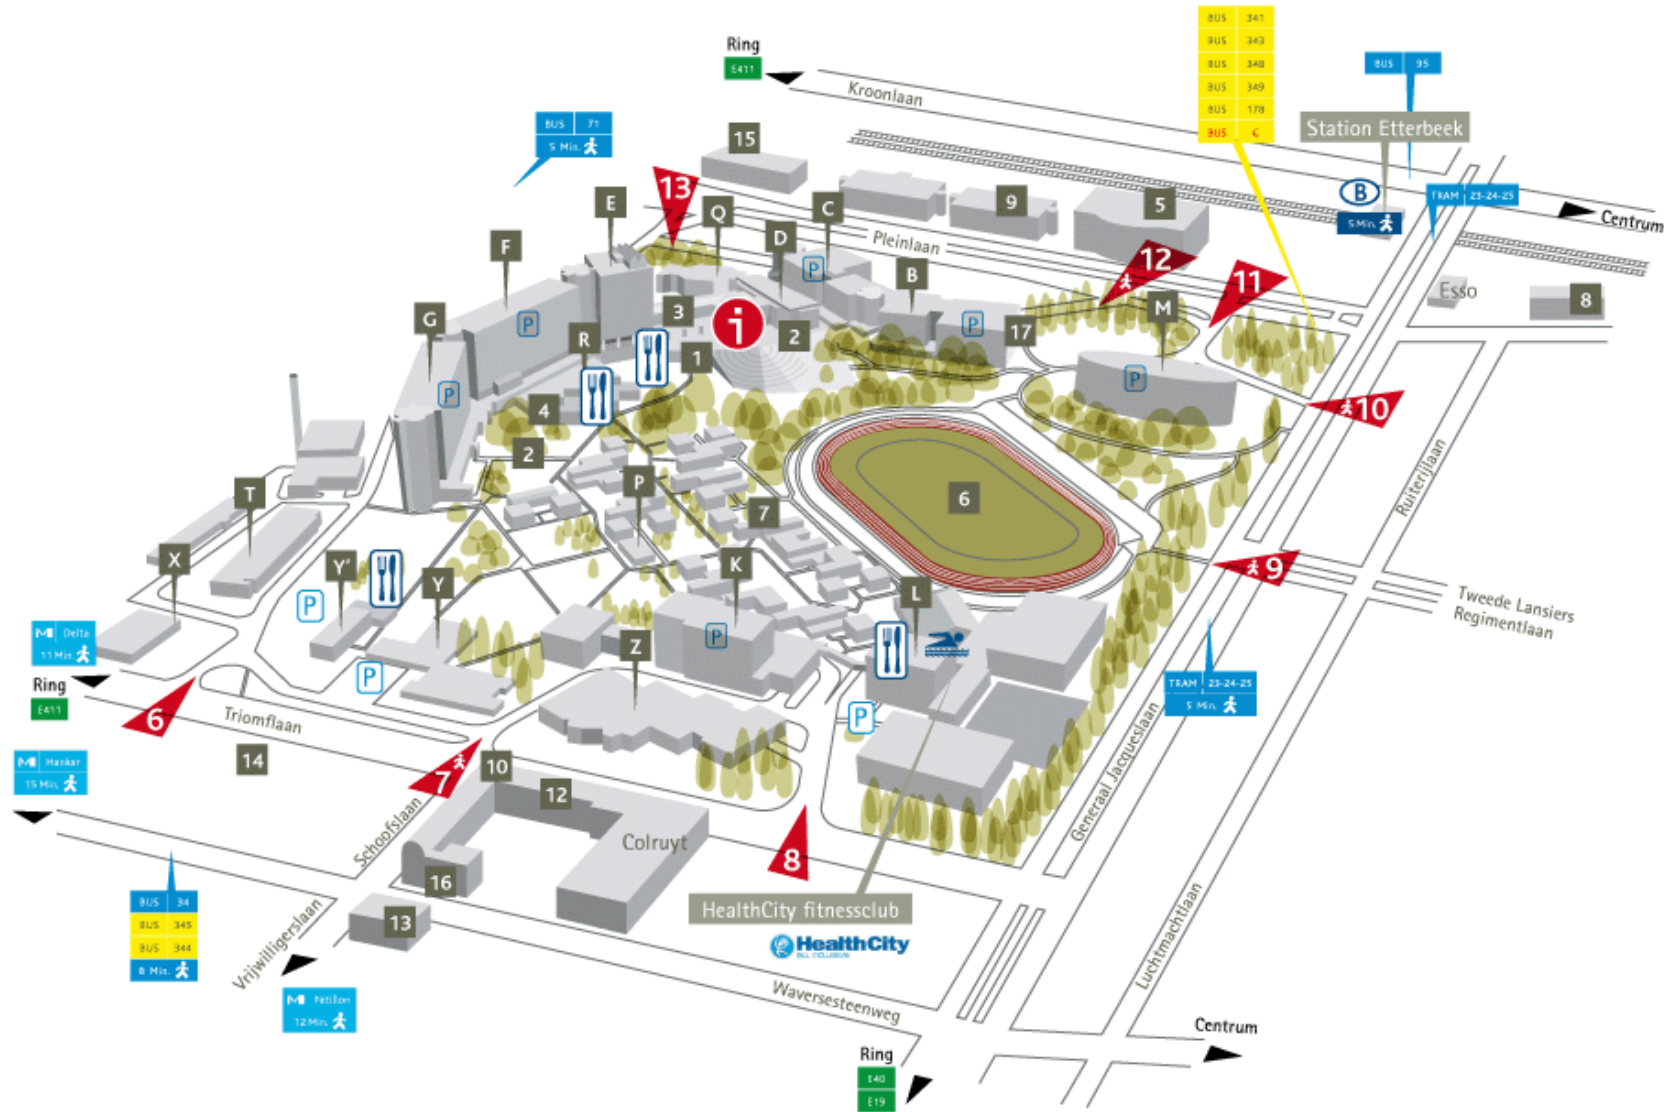 Ring
E411
Kroonlaan
BUS 341
BUS 343
BUS 348
BUS 349
BUS 178
BUS
BUS 95
Station Etterbeek
B
5 Min.
TRAM 23-24-25
Centrum
BUS 71
5 Min.
15
13
E
Q
C
9
5
D
Pleinlaan
F
B
12
11
Esso
8
G
P
P
P
R
3
i
2
17
M
1
P
P
10
4
2
Ruiterijlaan
T
P
7
6
X
Y'
Y
K
L
9
Tweede Lansiers
Regimentlaan
P
M Delta
11 Min.
Z
P
P
TRAM 23-24-25
5 Min.
Ring
E411
6
P
Triomflaan
14
7
10
12
Generaal Jacqueslaan
M Hankar
15 Min.
Schoofslaan
Colruyt
8
16
13
HealthCity fitnessclub
HealthCity
ALL INCLUSIVE
BUS 34
BUS 345
BUS 344
8 Min.
Vrijwilligerslaan
Luchtmachtlaan
M Pétillon
12 Min.
Waversesteenweg
Centrum
Ring
E40
E19